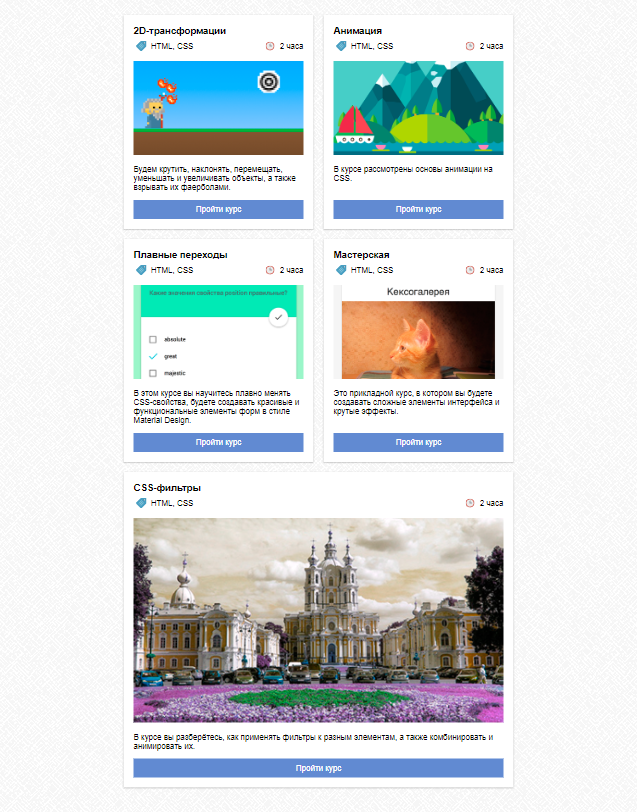 2D-трансформации
HTML, CSS
2 часа
Будем крутить, наклонять, перемещать,
уменьшать и увеличивать объекты, а также
взрывать их фаерболами.
Пройти курс
Анимация
HTML, CSS
2 часа
В курсе рассмотрены основы анимации на
CSS.
Пройти курс
Плавные переходы
HTML, CSS
2 часа
Какие значения свойства position правильные?
absolute
great
majestic
В этом курсе вы научитесь плавно менять
CSS-свойства, будете создавать красивые и
функциональные элементы форм в стиле
Material Design.
Пройти курс
Мастерская
HTML, CSS
2 часа
Кексогалерея
Это прикладной курс, в котором вы будете
создавать сложные элементы интерфейса и
крутые эффекты.
Пройти курс
CSS-фильтры
HTML, CSS
2 часа
В курсе вы разберётесь, как применять фильтры к разным элементам, а также комбинировать и
анимировать их.
Пройти курс